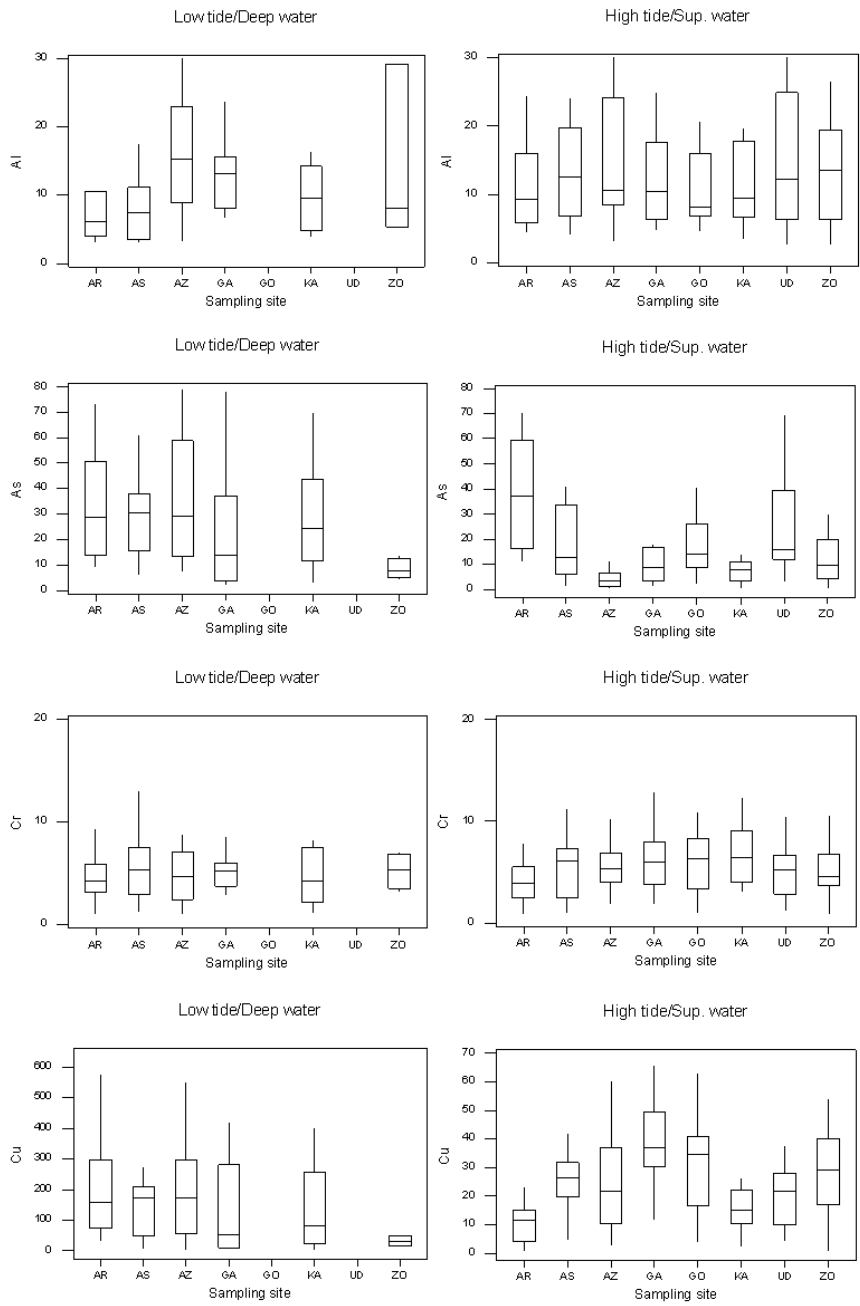 Low tide/Deep water
High tide/Sup. water
30
20
10
0
Al
AR AS AZ GA GO KA UD ZO
Sampling site
30
20
10
0
Al
AR AS AZ GA GO KA UD ZO
Sampling site
Low tide/Deep water
High tide/Sup. water
80
70
60
50
40
30
20
10
0
As
AR AS AZ GA GO KA UD ZO
Sampling site
80
70
60
50
40
30
20
10
0
As
AR AS AZ GA GO KA UD ZO
Sampling site
Low tide/Deep water
High tide/Sup. water
20
10
0
Cr
AR AS AZ GA GO KA UD ZO
Sampling site
20
10
0
Cr
AR AS AZ GA GO KA UD ZO
Sampling site
Low tide/Deep water
High tide/Sup. water
600
500
400
300
200
100
0
Cu
AR AS AZ GA GO KA UD ZO
Sampling site
70
60
50
40
30
20
10
0
Cu
AR AS AZ GA GO KA UD ZO
Sampling site